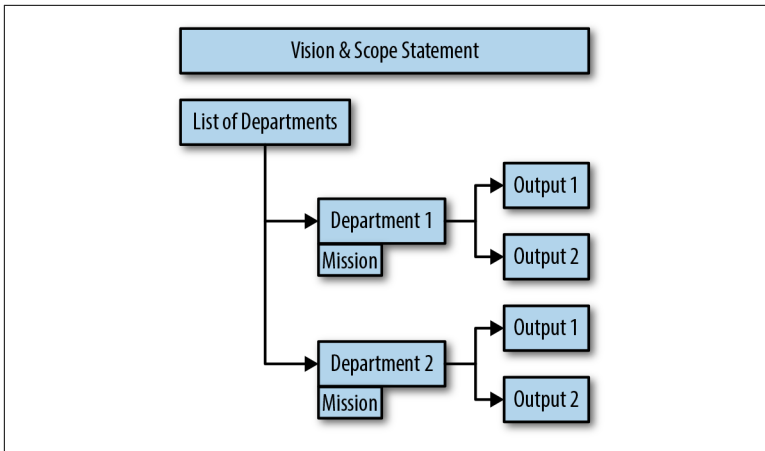 Vision & Scope Statement
List of Departments
Department 1
Mission
Output 1
Output 2
Department 2
Mission
Output 1
Output 2